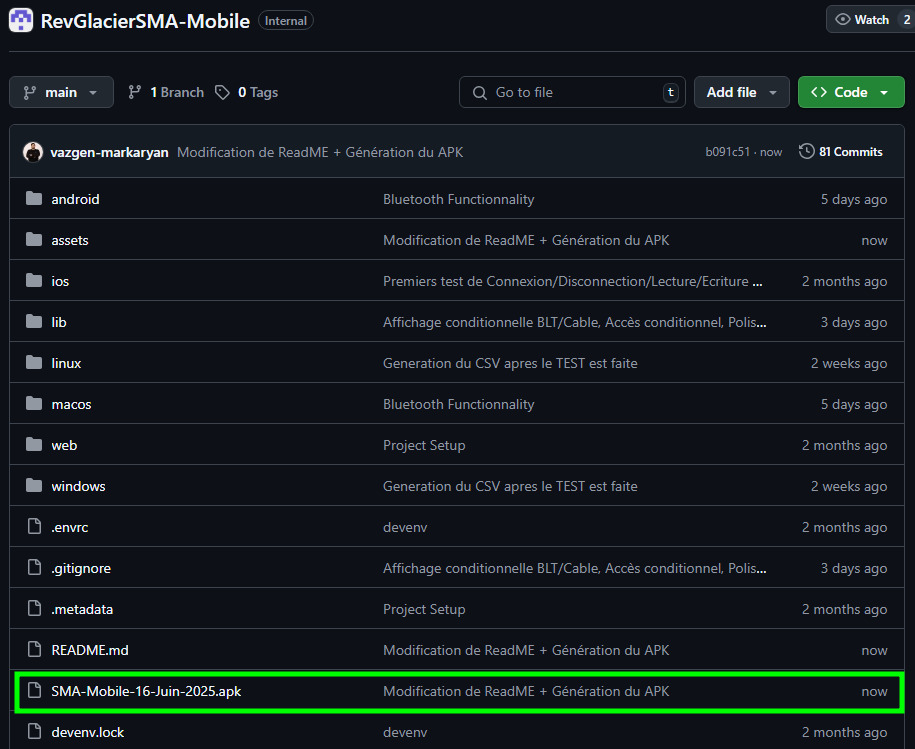 RevGlacierSMA-Mobile Internal Watch 2
main 1 Branch 0 Tags Go to file t Add file <> Code
vazgen-markaryan Modification de ReadME + Génération du APK b091c51 · now 81 Commits
android Bluetooth Functionnality 5 days ago
assets Modification de ReadME + Génération du APK now
ios Premiers test de Connexion/Disconnection/Lecture/Ecriture ... 2 months ago
lib Affichage conditionnelle BLT/Cable, Accès conditionnel, Polis... 3 days ago
linux Generation du CSV apres le TEST est faite 2 weeks ago
macos Bluetooth Functionnality 5 days ago
web Project Setup 2 months ago
windows Generation du CSV apres le TEST est faite 2 weeks ago
.envrc devenv 2 months ago
.gitignore Affichage conditionnelle BLT/Cable, Accès conditionnel, Polis... 3 days ago
.metadata Project Setup 2 months ago
README.md Modification de ReadME + Génération du APK now
SMA-Mobile-16-Juin-2025.apk Modification de ReadME + Génération du APK now
devenv.lock devenv 2 months ago